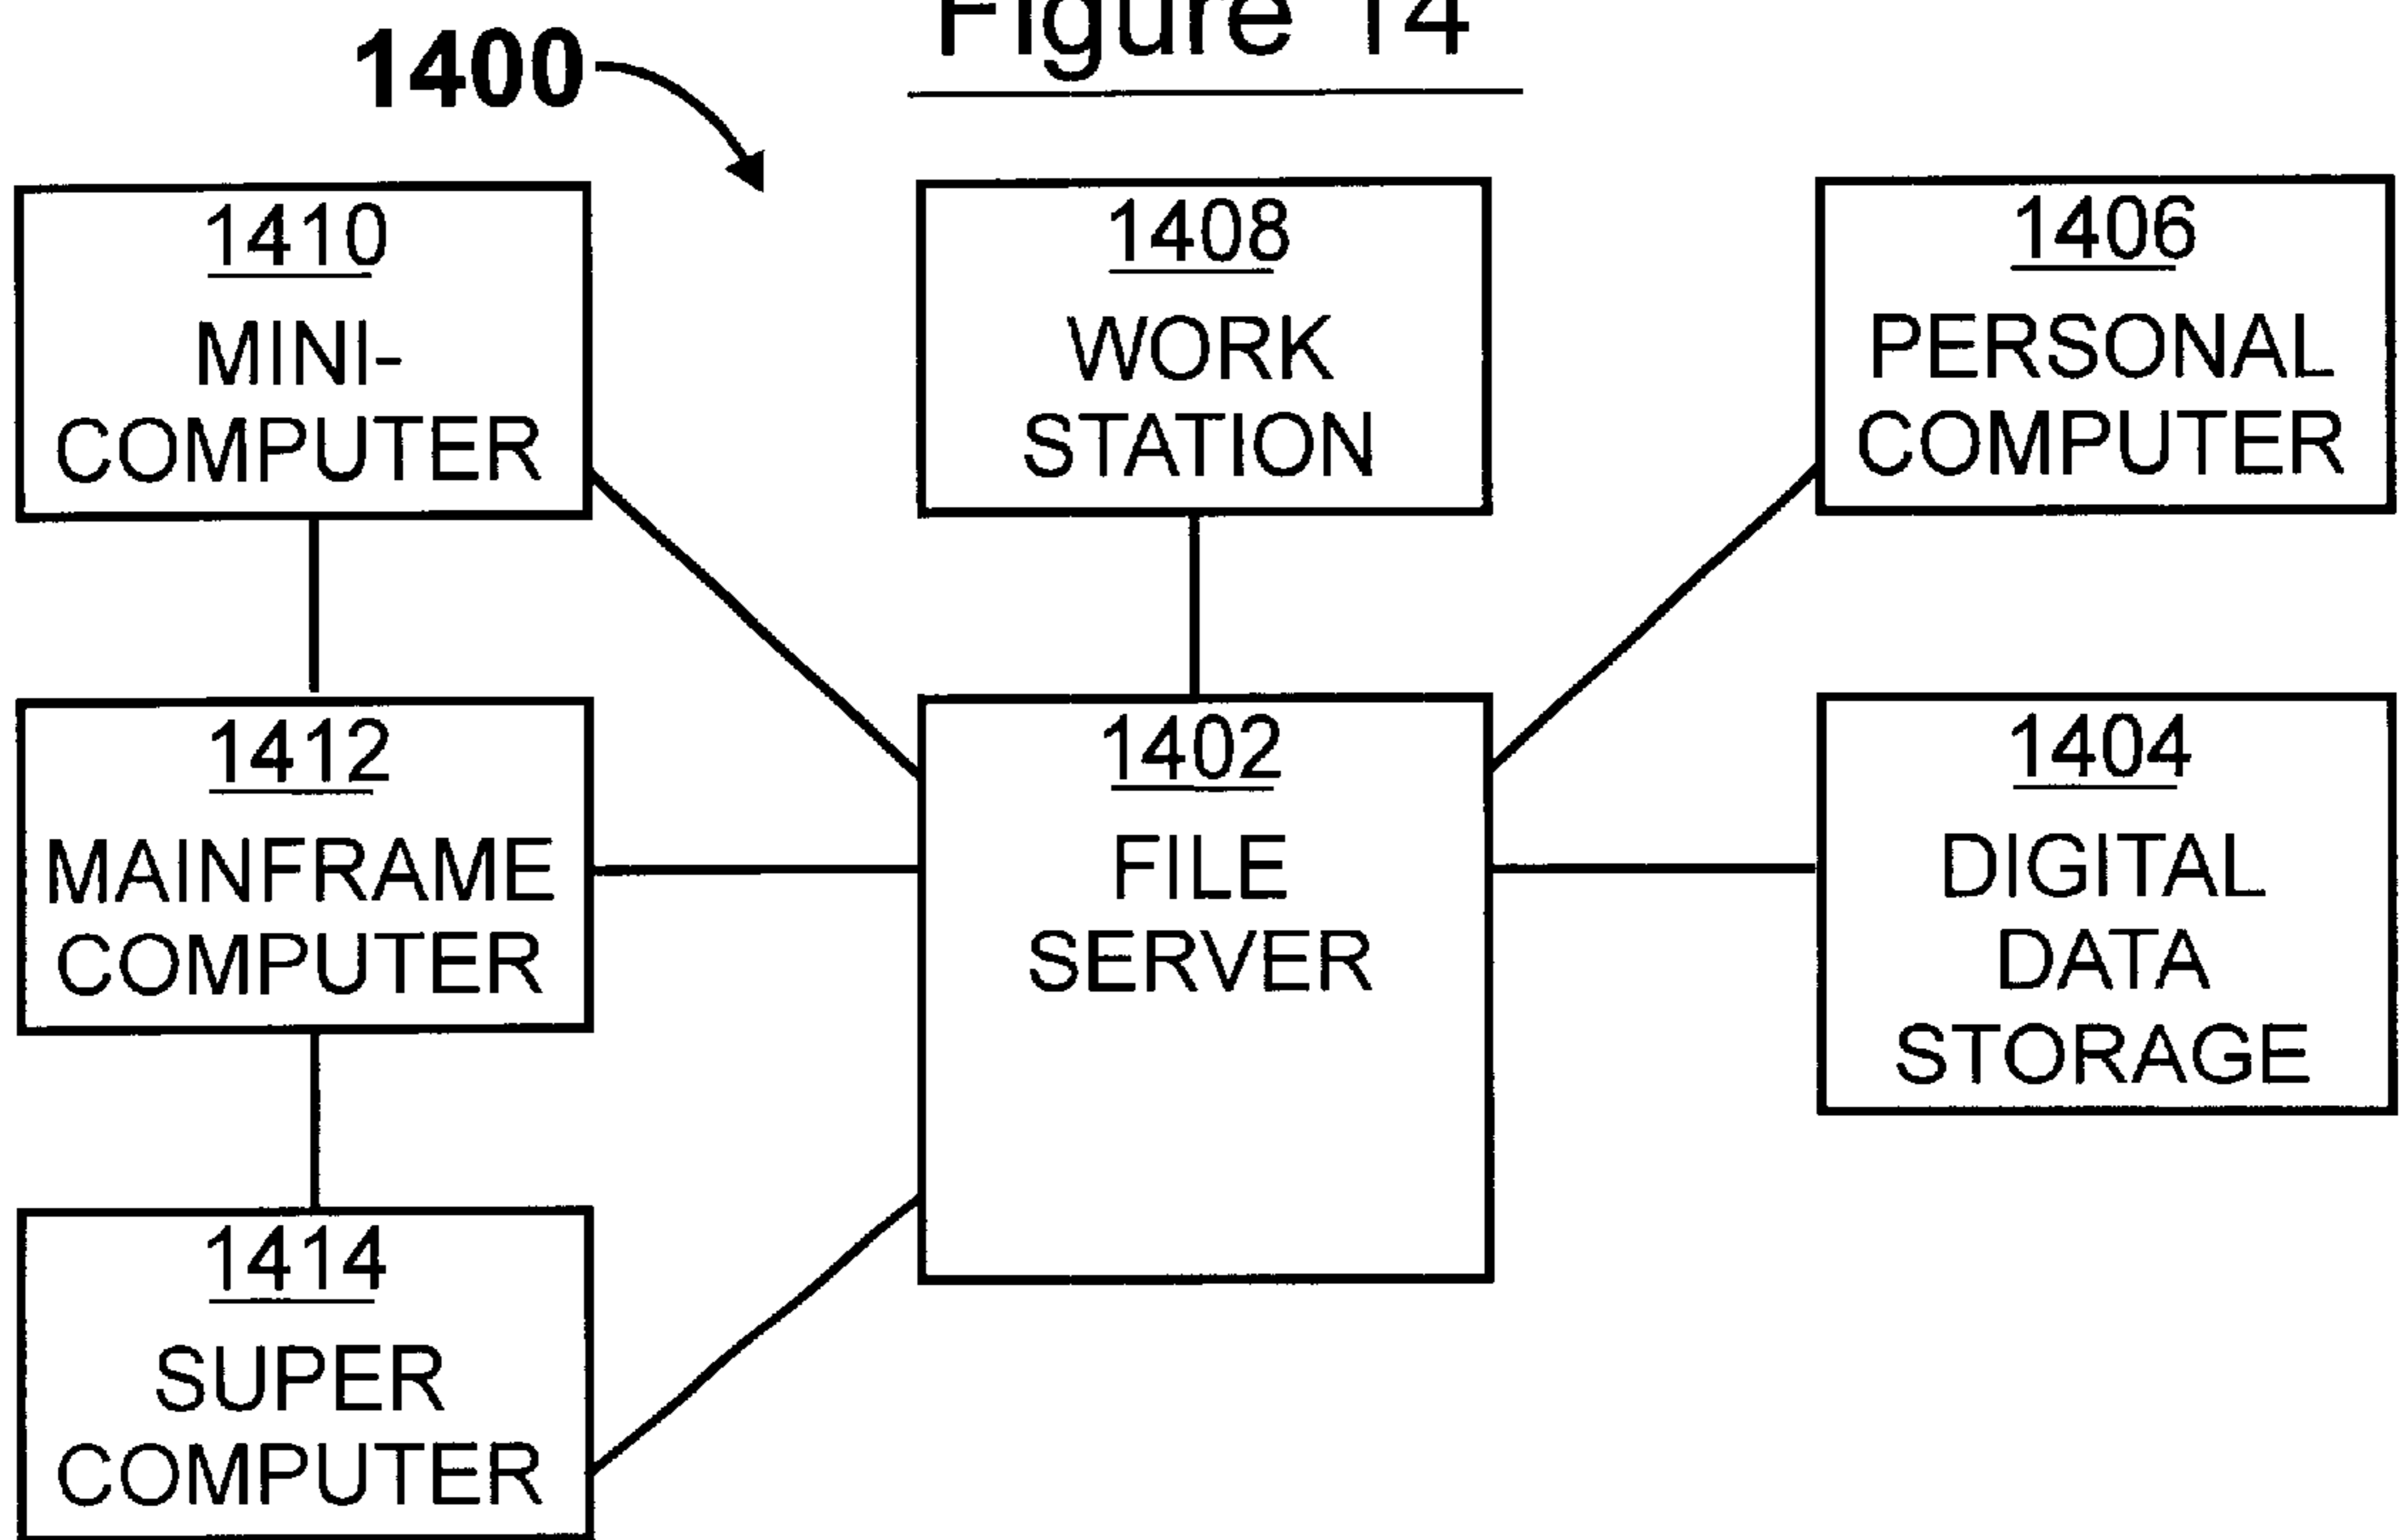 Figure 14
1400
1410
MINI-
COMPUTER
1408
WORK
STATION
1406
PERSONAL
COMPUTER
1412
MAINFRAME
COMPUTER
1402
FILE
SERVER
1404
DIGITAL
DATA
STORAGE
1414
SUPER
COMPUTER